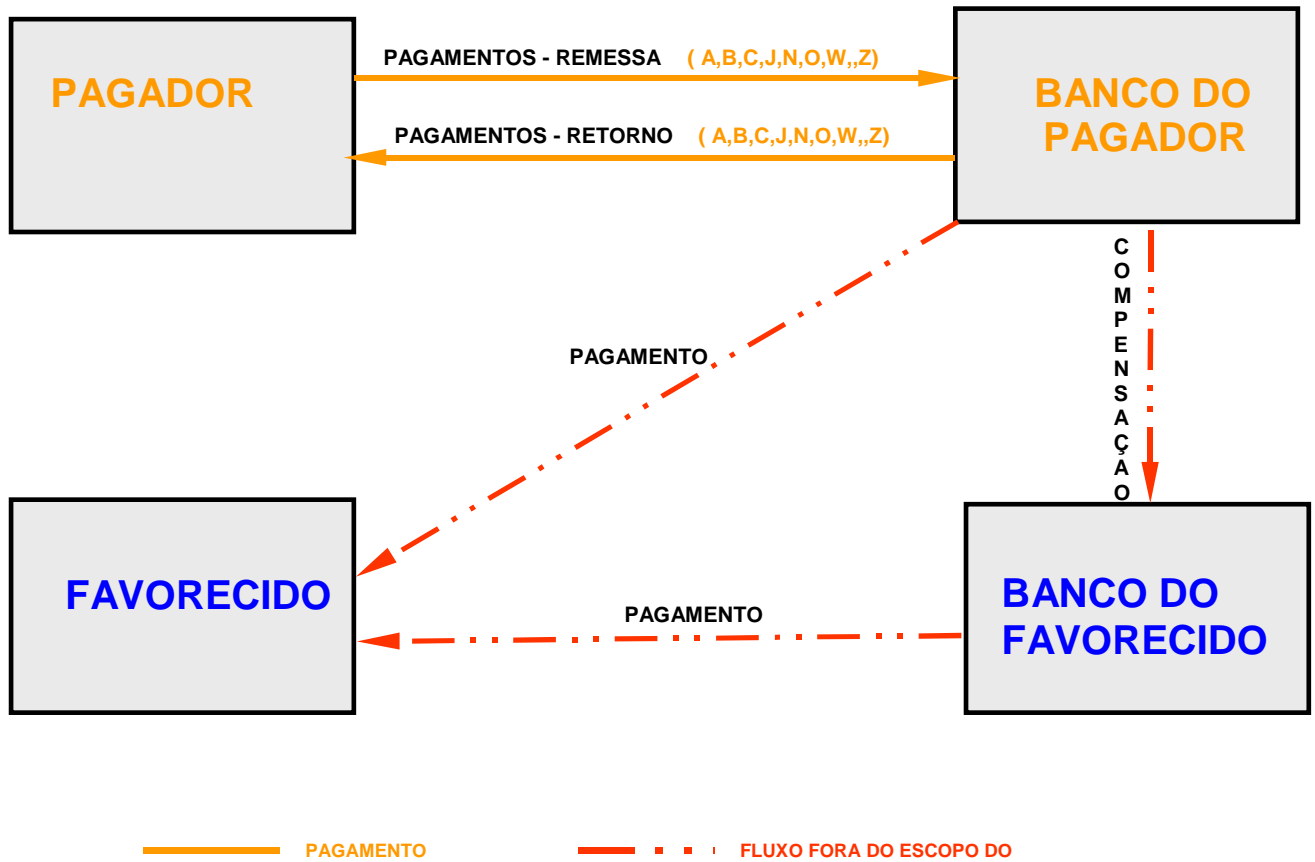 PAGAMENTOS - REMESSA ( A,B,C,J,N,O,W,,Z)
PAGADOR
BANCO DO
PAGADOR
PAGAMENTOS - RETORNO ( A,B,C,J,N,O,W,,Z)
COMPENSAÇAO
PAGAMENTO
FAVORECIDO
PAGAMENTO
BANCO DO
FAVORECIDO
PAGAMENTO
FLUXO FORA DO ESCOPO DO